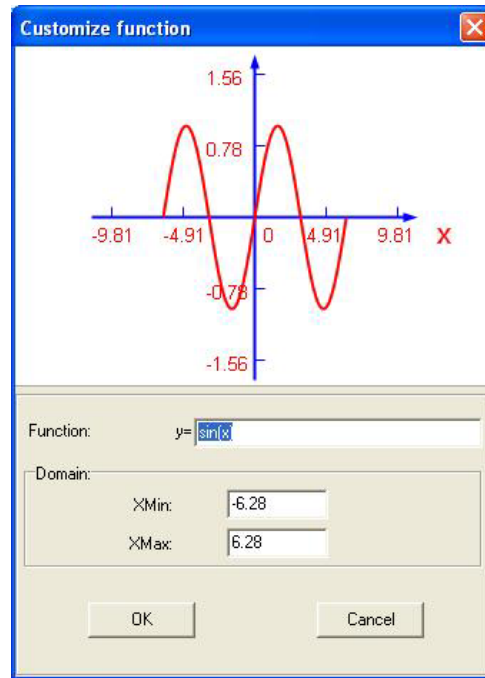 Customize function
1.56
0.78
-9.81 -4.91 0 4.91 9.81 X
-0.78
-1.56
Function: y= sin(x)
Domain:
XMin: -6.28
XMax: 6.28
OK Cancel